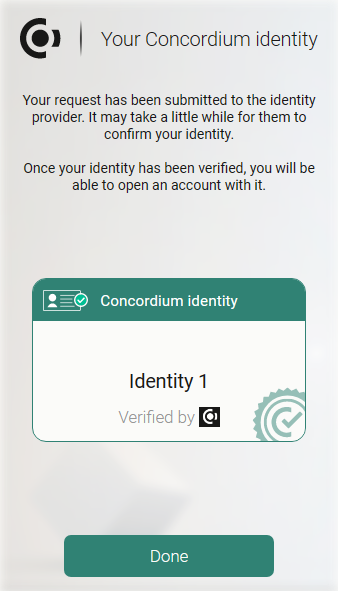 Your Concordium identity
Your request has been submitted to the identity
provider. It may take a little while for them to
confirm your identity.
Once your identity has been verified, you will be
able to open an account with it.
Concordium identity
Identity 1
Verified by
Done